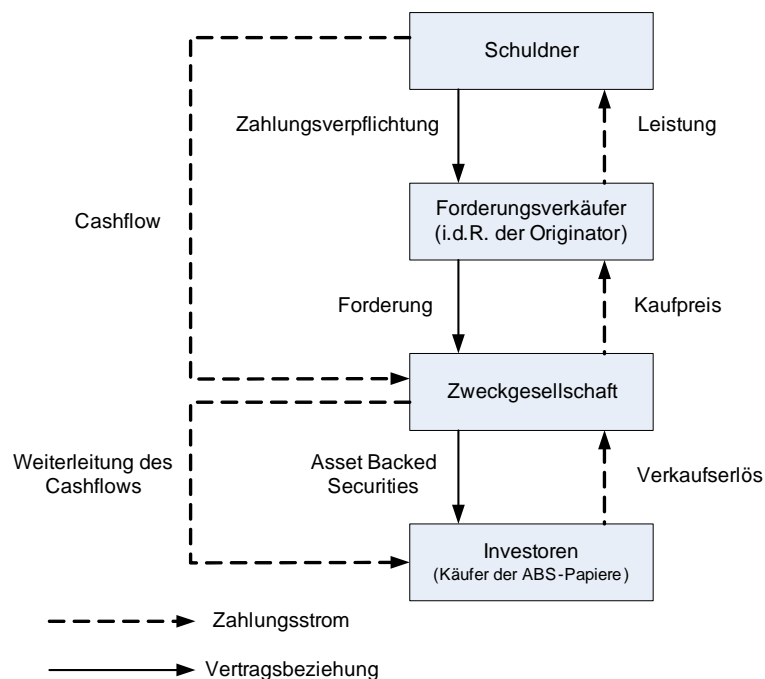 Schuldner
Zahlungsverpflichtung
Leistung
Forderungsverkäufer
(i.d.R. der Originator)
Cashflow
Forderung
Kaufpreis
Zweckgesellschaft
Weiterleitung des
Cashflows
Asset Backed
Securities
Verkaufserlös
Investoren
(Käufer der ABS-Papiere)
Zahlungsstrom
Vertragsbeziehung